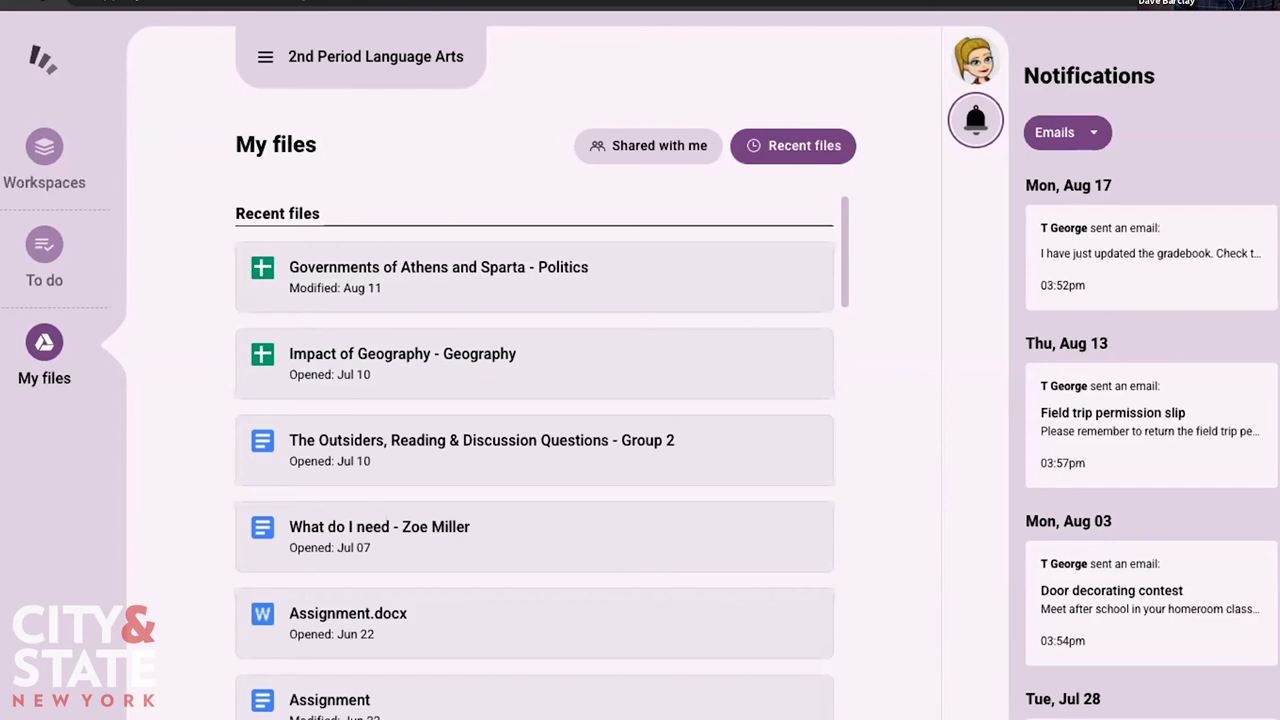 Dave Barclay
2nd Period Language Arts
Workspaces
To do
My files
My files
Shared with me
Recent files
Recent files
Governments of Athens and Sparta - Politics
Modified: Aug 11
Impact of Geography - Geography
Opened: Jul 10
The Outsiders, Reading & Discussion Questions - Group 2
Opened: Jul 10
What do I need - Zoe Miller
Opened: Jul 07
W
Assignment.docx
Opened: Jun 22
Assignment
Modified: Jun 22
Notifications
Emails
Mon, Aug 17
T George sent an email:
I have just updated the gradebook. Check t...
03:52pm
Thu, Aug 13
T George sent an email:
Field trip permission slip
Please remember to return the field trip pe...
03:57pm
Mon, Aug 03
T George sent an email:
Door decorating contest
Meet after school in your homeroom class...
03:54pm
Tue, Jul 28
CITY&
STATE
NEW YORK